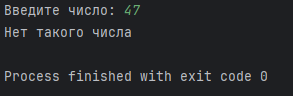 Введите число: 47
Нет такого числа
Process finished with exit code 0